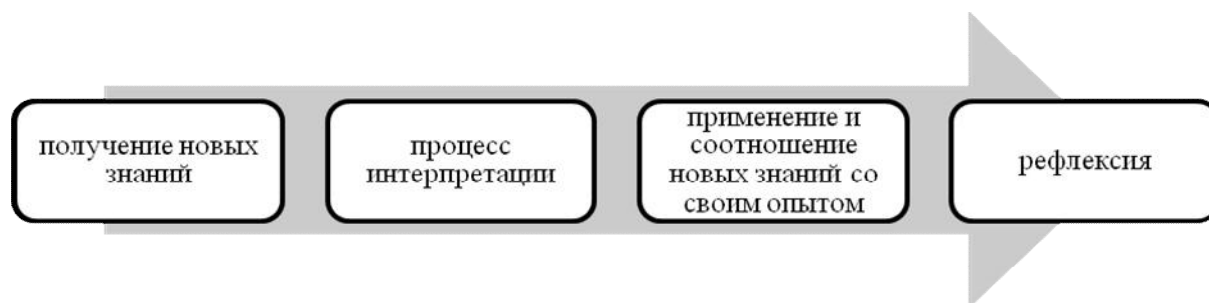 получение новых
знаний
процесс
интерпретации
применение и
соотношение
новых знаний со
своим опытом
рефлексия